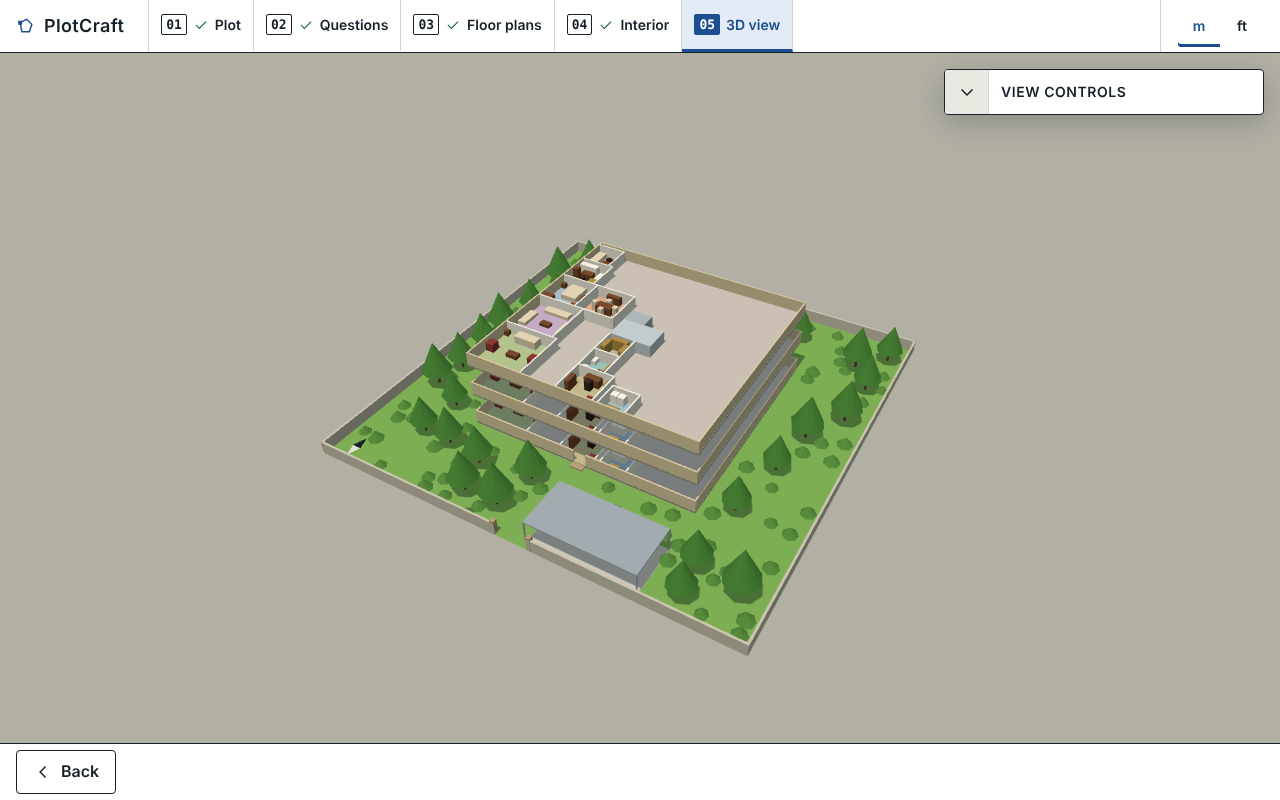 PlotCraft
01 Plot
02 Questions
03 Floor plans
04 Interior
05 3D view
m
ft
VIEW CONTROLS
Back